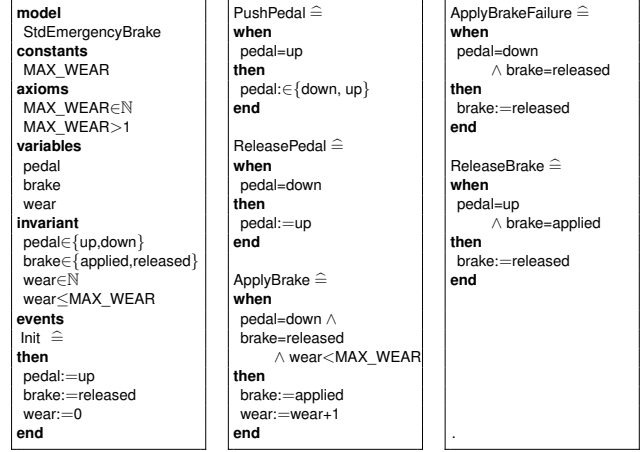 model
StdEmergencyBrake
constants
MAX_WEAR
axioms
MAX_WEAR∈ℕ
MAX_WEAR>1
variables
pedal
brake
wear
invariant
pedal∈{up,down}
brake∈{applied,released}
wear∈ℕ
wear≤MAX_WEAR
events
Init ≙
then
pedal:=up
brake:=released
wear:=0
end
PushPedal ≙
when
pedal=up
then
pedal:∈{down, up}
end
ReleasePedal ≙
when
pedal=down
then
pedal:=up
end
ApplyBrake ≙
when
pedal=down ∧
brake=released
∧ wear<MAX_WEAR
then
brake:=applied
wear:=wear+1
end
ApplyBrakeFailure ≙
when
pedal=down
∧ brake=released
then
brake:=released
end
ReleaseBrake ≙
when
pedal=up
∧ brake=applied
then
brake:=released
end
.